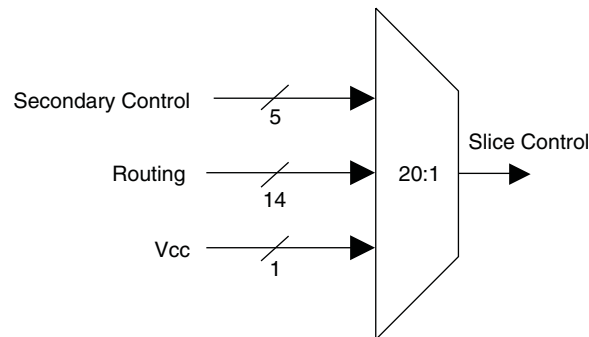 Secondary Control
5
Routing
14
Vcc
1
20:1
Slice Control